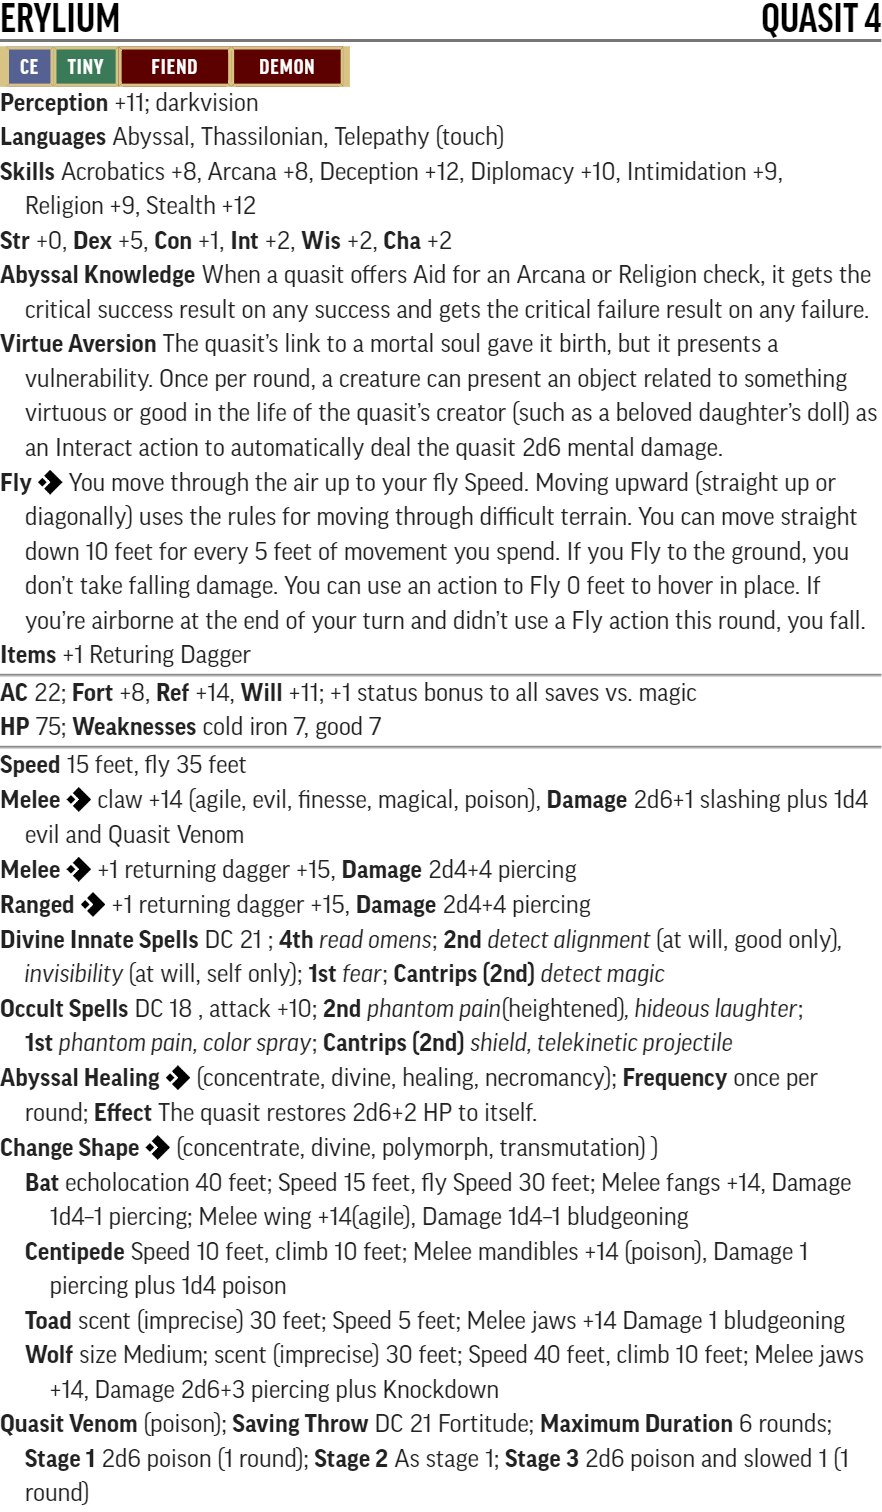 ERYLIUM QUASIT 4
CE TINY FIEND DEMON
Perception +11; darkvision
Languages Abyssal, Thassilonian, Telepathy (touch)
Skills Acrobatics +8, Arcana +8, Deception +12, Diplomacy +10, Intimidation +9,
Religion +9, Stealth +12
Str +0, Dex +5, Con +1, Int +2, Wis +2, Cha +2
Abyssal Knowledge When a quasit offers Aid for an Arcana or Religion check, it gets the
critical success result on any success and gets the critical failure result on any failure.
Virtue Aversion The quasit's link to a mortal soul gave it birth, but it presents a
vulnerability. Once per round, a creature can present an object related to something
virtuous or good in the life of the quasit's creator (such as a beloved daughter's doll) as
an Interact action to automatically deal the quasit 2d6 mental damage.
Fly You move through the air up to your fly Speed. Moving upward (straight up or
diagonally) uses the rules for moving through difficult terrain. You can move straight
down 10 feet for every 5 feet of movement you spend. If you Fly to the ground, you
don't take falling damage. You can use an action to Fly 0 feet to hover in place. If
you're airborne at the end of your turn and didn't use a Fly action this round, you fall.
Items +1 Returing Dagger
AC 22; Fort +8, Ref +14, Will +11; +1 status bonus to all saves vs. magic
HP 75; Weaknesses cold iron 7, good 7
Speed 15 feet, fly 35 feet
Melee claw +14 (agile, evil, finesse, magical, poison), Damage 2d6+1 slashing plus 1d4
evil and Quasit Venom
Melee +1 returning dagger +15, Damage 2d4+4 piercing
Ranged +1 returning dagger +15, Damage 2d4+4 piercing
Divine Innate Spells DC 21 ; 4th read omens; 2nd detect alignment (at will, good only),
invisibility (at will, self only); 1st fear; Cantrips (2nd) detect magic
Occult Spells DC 18 , attack +10; 2nd phantom pain(heightened), hideous laughter;
1st phantom pain, color spray; Cantrips (2nd) shield, telekinetic projectile
Abyssal Healing (concentrate, divine, healing, necromancy); Frequency once per
round; Effect The quasit restores 2d6+2 HP to itself.
Change Shape (concentrate, divine, polymorph, transmutation) )
Bat echolocation 40 feet; Speed 15 feet, fly Speed 30 feet; Melee fangs +14, Damage
1d4–1 piercing; Melee wing +14(agile), Damage 1d4–1 bludgeoning
Centipede Speed 10 feet, climb 10 feet; Melee mandibles +14 (poison), Damage 1
piercing plus 1d4 poison
Toad scent (imprecise) 30 feet; Speed 5 feet; Melee jaws +14 Damage 1 bludgeoning
Wolf size Medium; scent (imprecise) 30 feet; Speed 40 feet, climb 10 feet; Melee jaws
+14, Damage 2d6+3 piercing plus Knockdown
Quasit Venom (poison); Saving Throw DC 21 Fortitude; Maximum Duration 6 rounds;
Stage 1 2d6 poison (1 round); Stage 2 As stage 1; Stage 3 2d6 poison and slowed 1 (1
round)